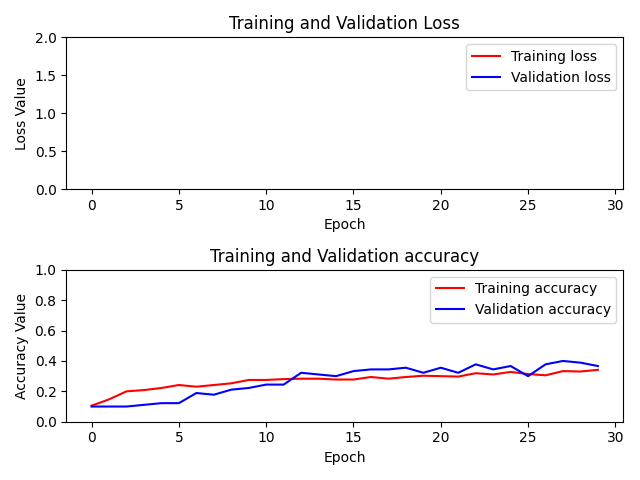 Training and Validation Loss
2.0
1.5
1.0
0.5
0.0
Loss Value
Training loss
Validation loss
0 5 10 15 20 25 30
Epoch
Training and Validation accuracy
1.0
0.8
0.6
0.4
0.2
0.0
Accuracy Value
Training accuracy
Validation accuracy
0 5 10 15 20 25 30
Epoch